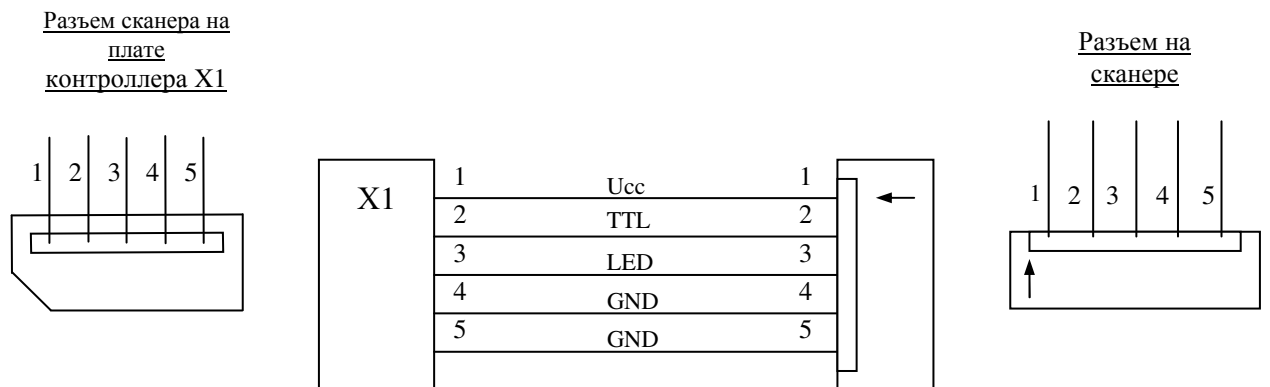 Разъем сканера на
плате
контроллера X1
1 2 3 4 5
X1
1 Ucc 1
2 TTL 2
3 LED 3
4 GND 4
5 GND 5
Разъем на
сканере
1 2 3 4 5